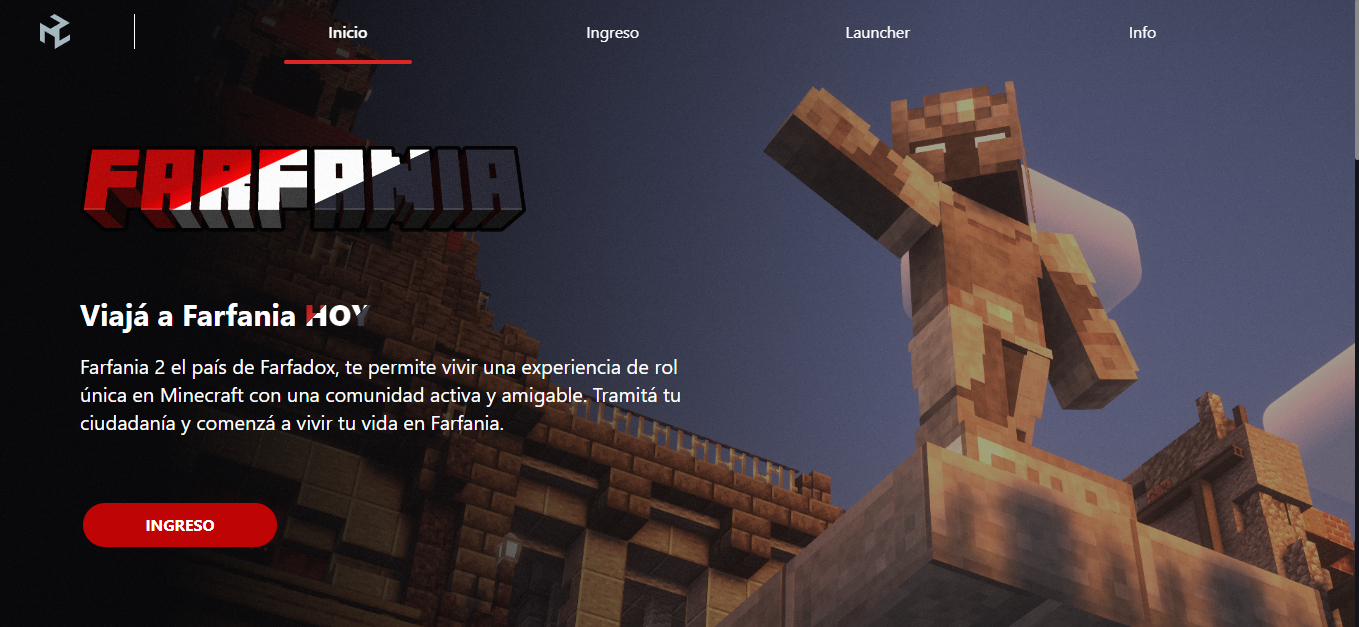 Inicio
Ingreso
Launcher
Info
FARFANIA
Viajá a Farfania HOY
Farfania 2 el país de Farfadox, te permite vivir una experiencia de rol
única en Minecraft con una comunidad activa y amigable. Tramitá tu
ciudadanía y comenzá a vivir tu vida en Farfania.
INGRESO